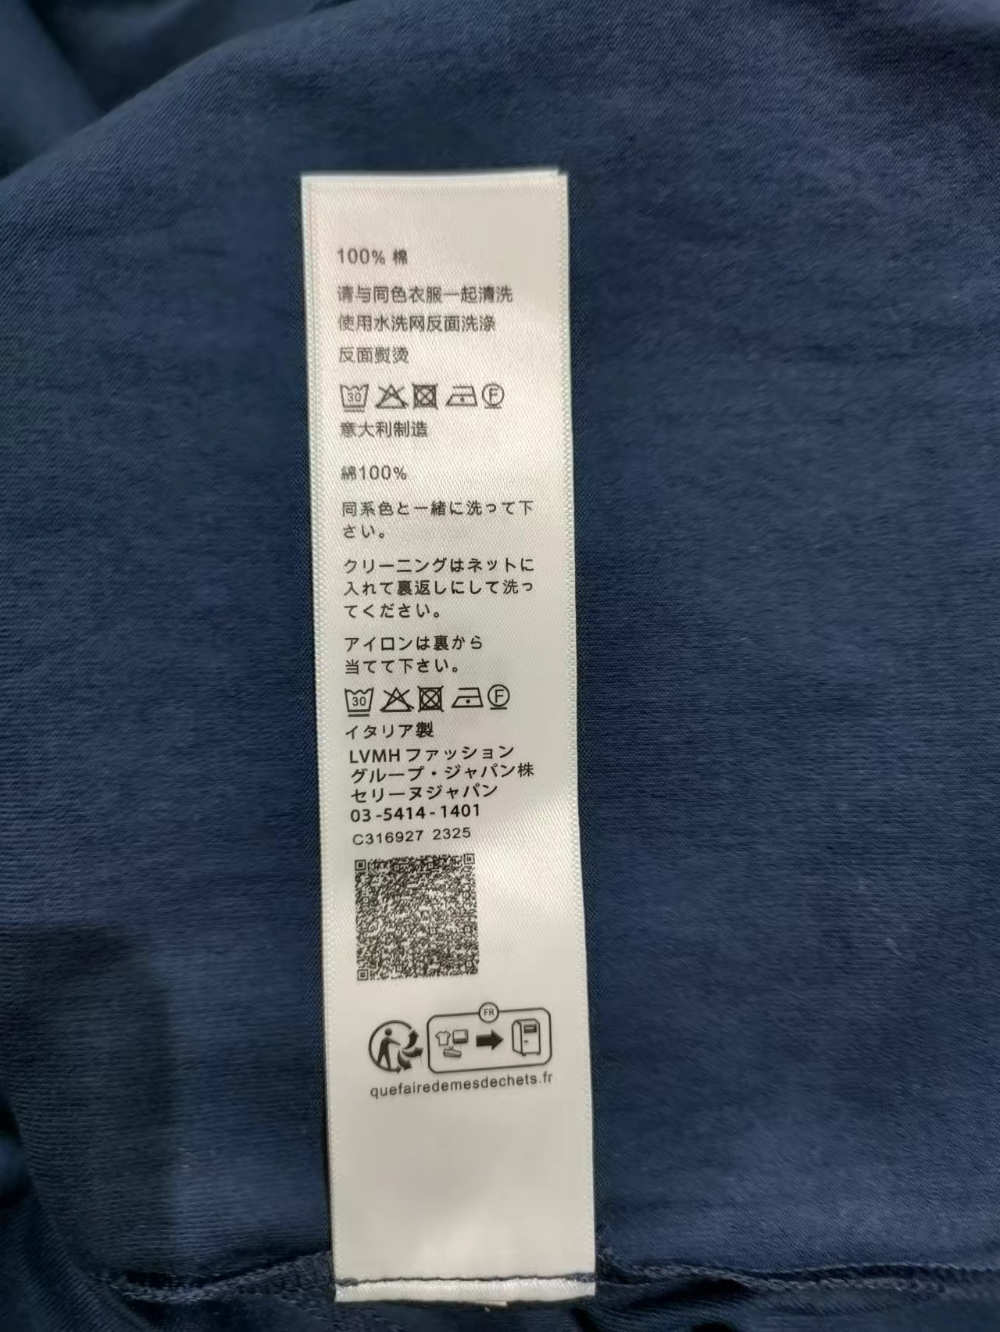 100% 棉
请与同色衣服一起清洗
使用水洗网反面洗涤
反面熨烫
30 F
意大利制造
綿100%
同系色と一緒に洗って下
さい。
クリーニングはネットに
入れて裏返しにして洗っ
てください。
アイロンは裏から
当てて下さい。
30 F
イタリア製
LVMHファッション
グループ・ジャパン株
セリーヌジャパン
03-5414-1401
C316927 2325
FR
quefairedemesdechets.fr